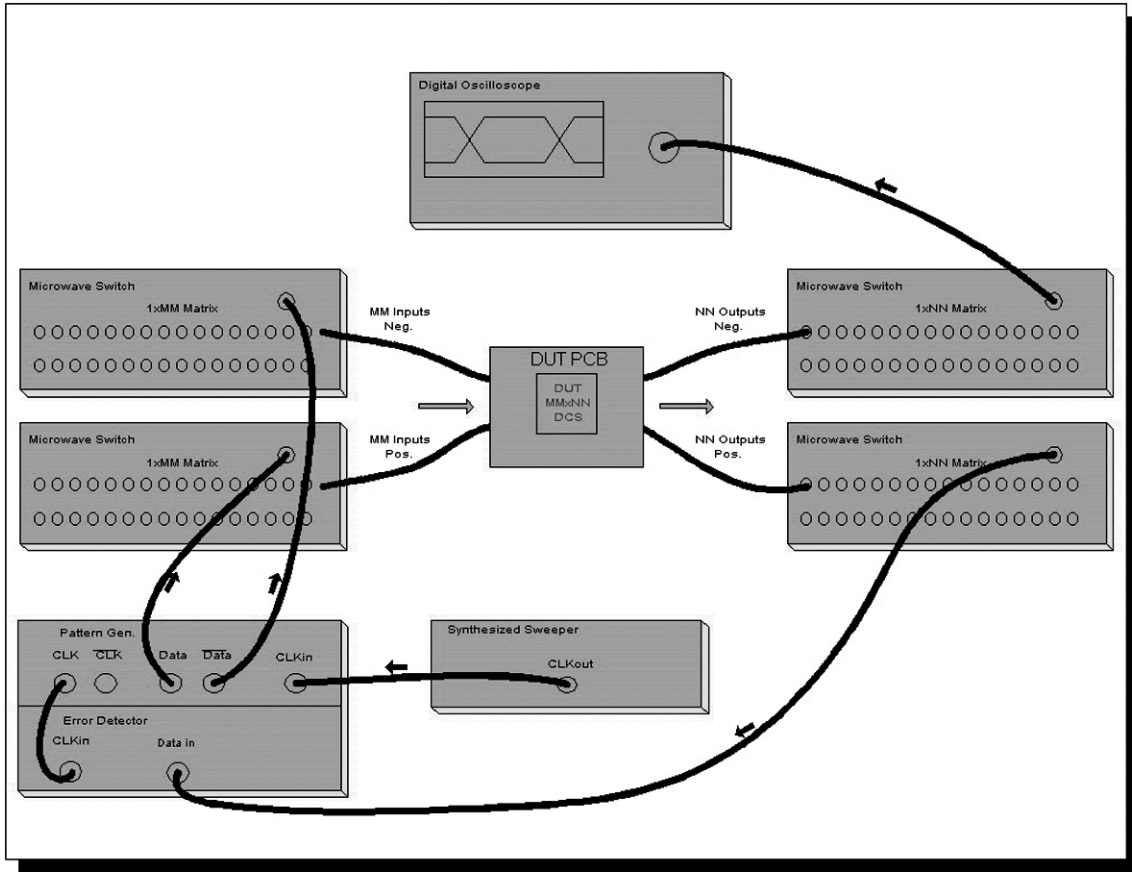 Digital Oscilloscope
Microwave Switch
1xMM Matrix
MM Inputs
Neg.
NN Outputs
Neg.
Microwave Switch
1xNN Matrix
DUT PCB
DUT
MMxNN
DCS
Microwave Switch
1xMM Matrix
MM Inputs
Pos.
NN Outputs
Pos.
Microwave Switch
1xNN Matrix
Pattern Gen.
CLK
CLK
Data
Data
CLKin
Synthesized Sweeper
CLKout
Error Detector
CLKin
Data in